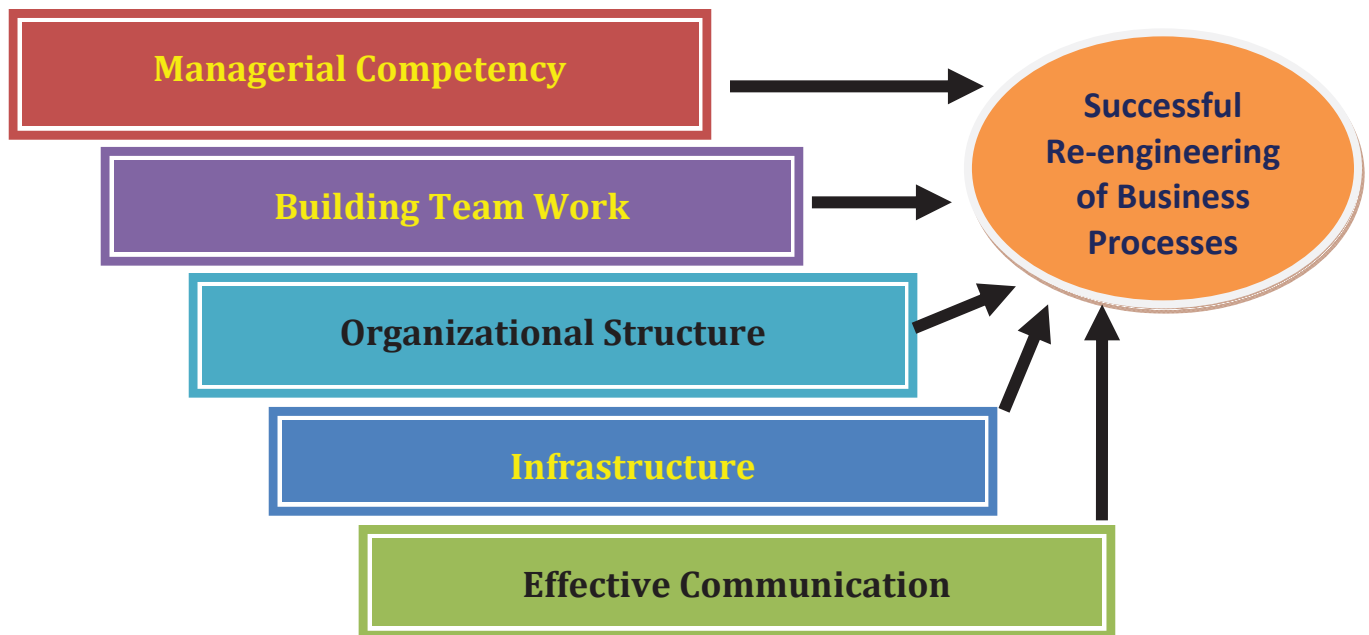 Managerial Competency
Building Team Work
Organizational Structure
Infrastructure
Effective Communication
Successful
Re-engineering
of Business
Processes